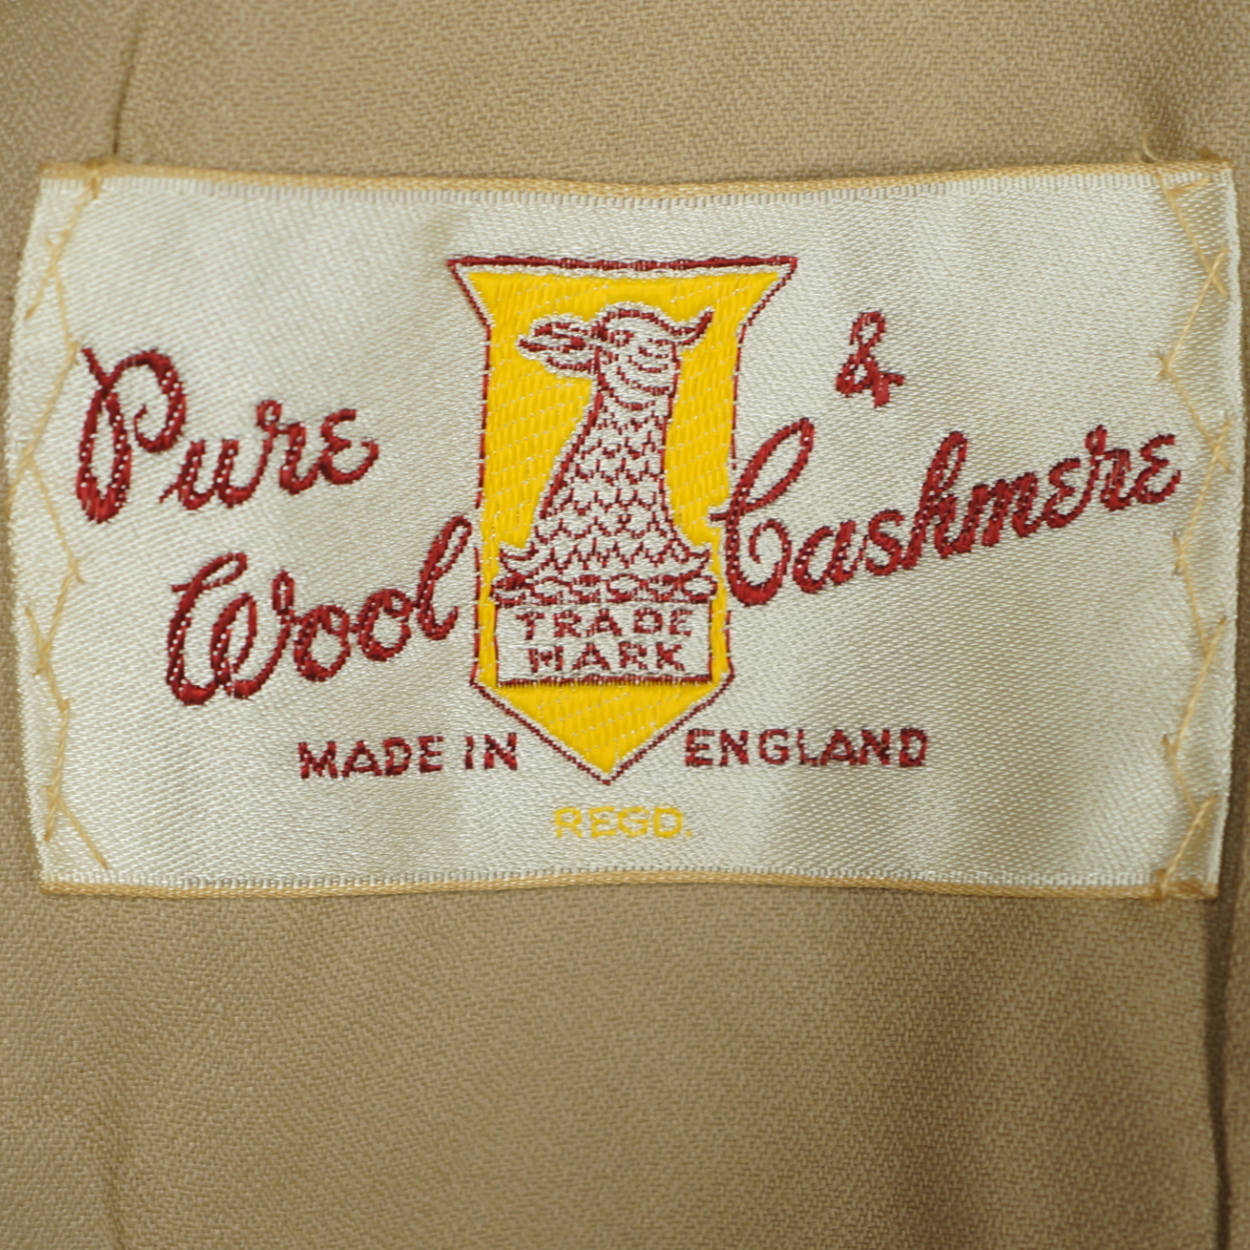 Pure
Wool
&
Cashmere
TRADE
MARK
MADE IN ENGLAND
REGD.